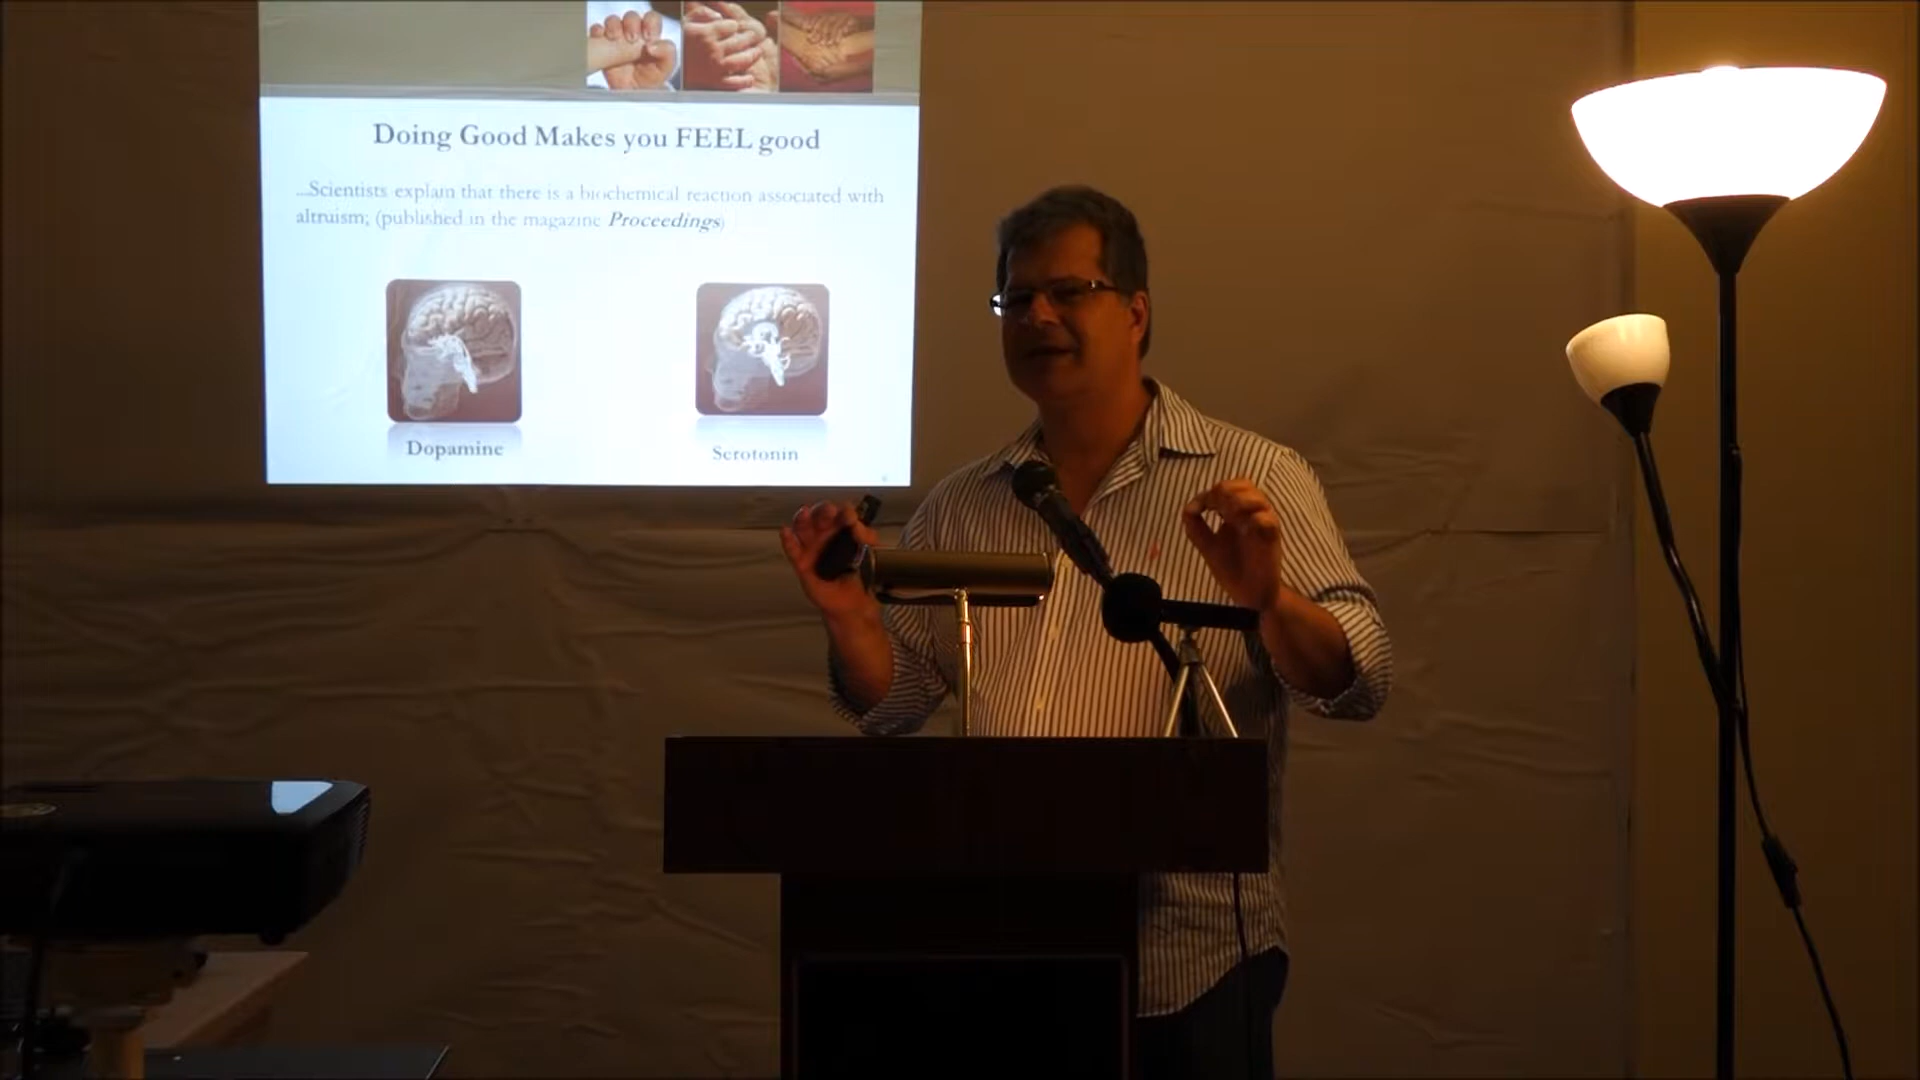 Doing Good Makes you FEEL good
...Scientists explain that there is a biochemical reaction associated with
altruism; (published in the magazine Proceedings)
Dopamine
Serotonin